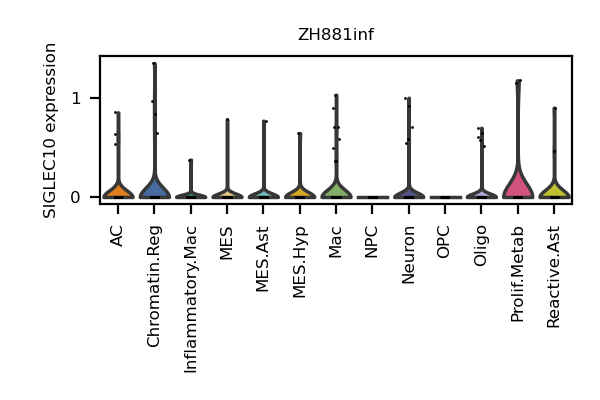 ZH881inf
SIGLEC10 expression
1
0
AC
Chromatin.Reg
Inflammatory.Mac
MES
MES.Ast
MES.Hyp
Mac
NPC
Neuron
OPC
Oligo
Prolif.Metab
Reactive.Ast